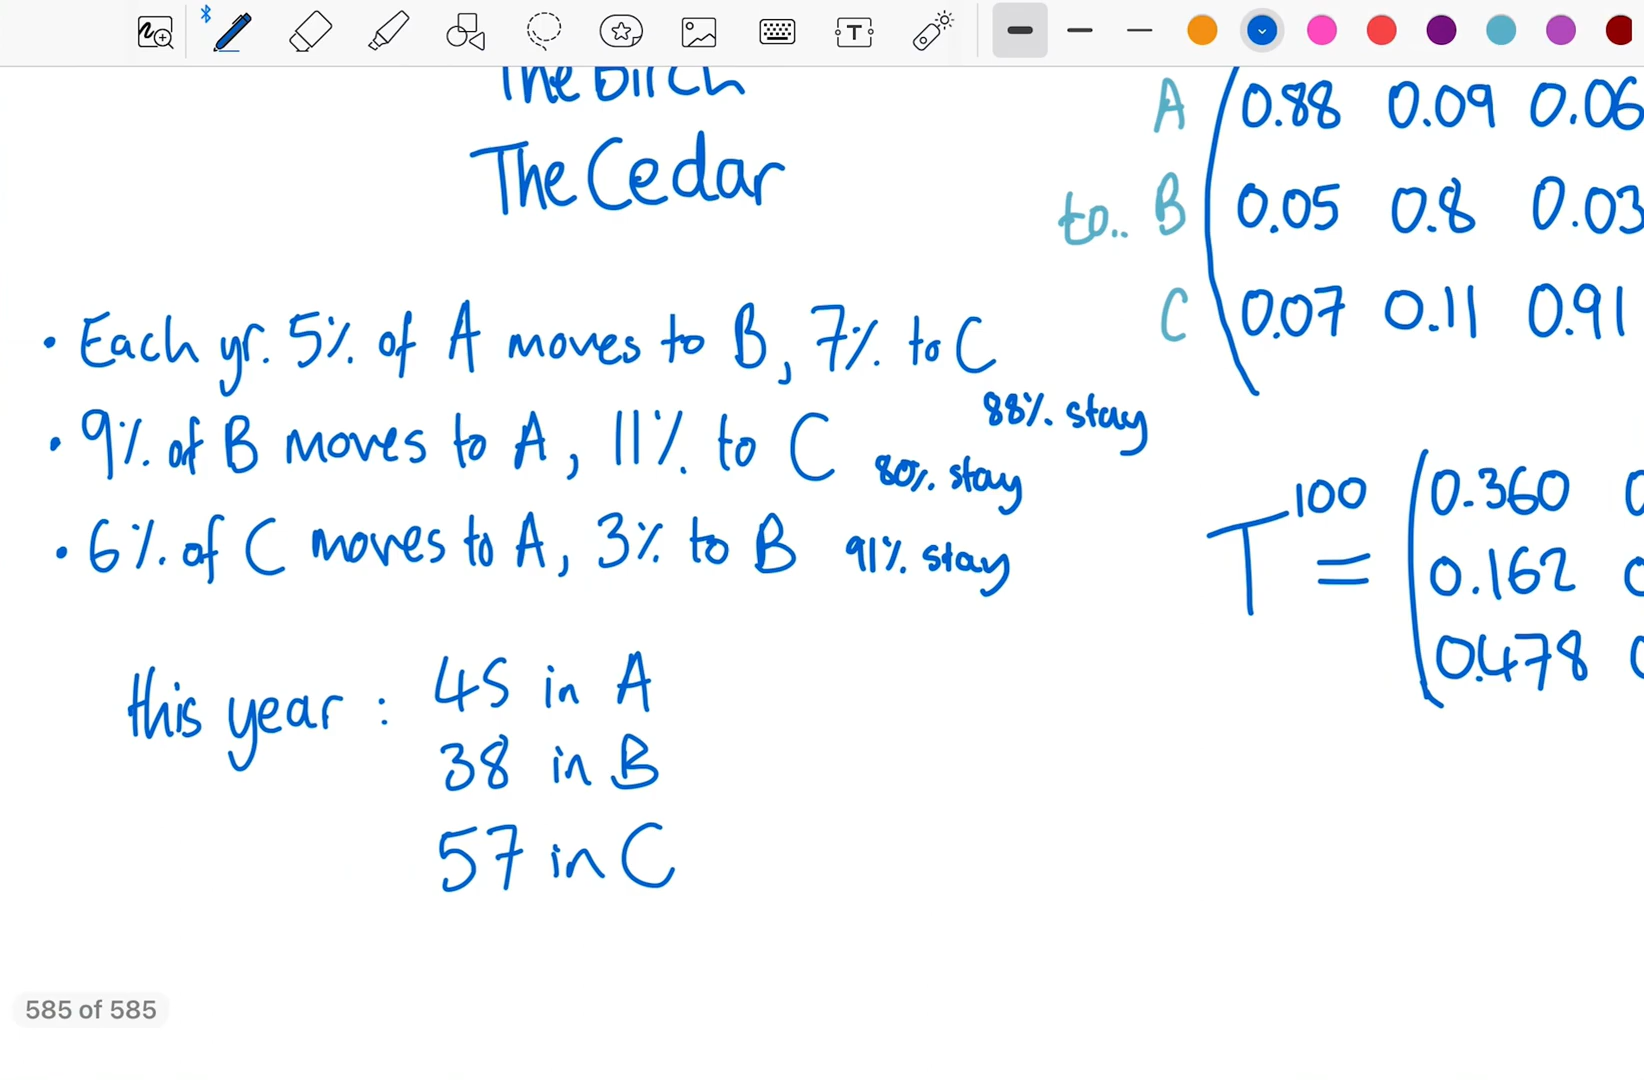 The Birch
The Cedar
• Each yr. 5% of A moves to B, 7% to C
88% stay
• 9% of B moves to A, 11% to C
80% stay
• 6% of C moves to A, 3% to B 91% stay
this year : 45 in A
38 in B
57 in C
A 0.88 0.09 0.06
to.. B 0.05 0.8 0.03
C 0.07 0.11 0.91
T^100 = 0.360
0.162
0.478
585 of 585